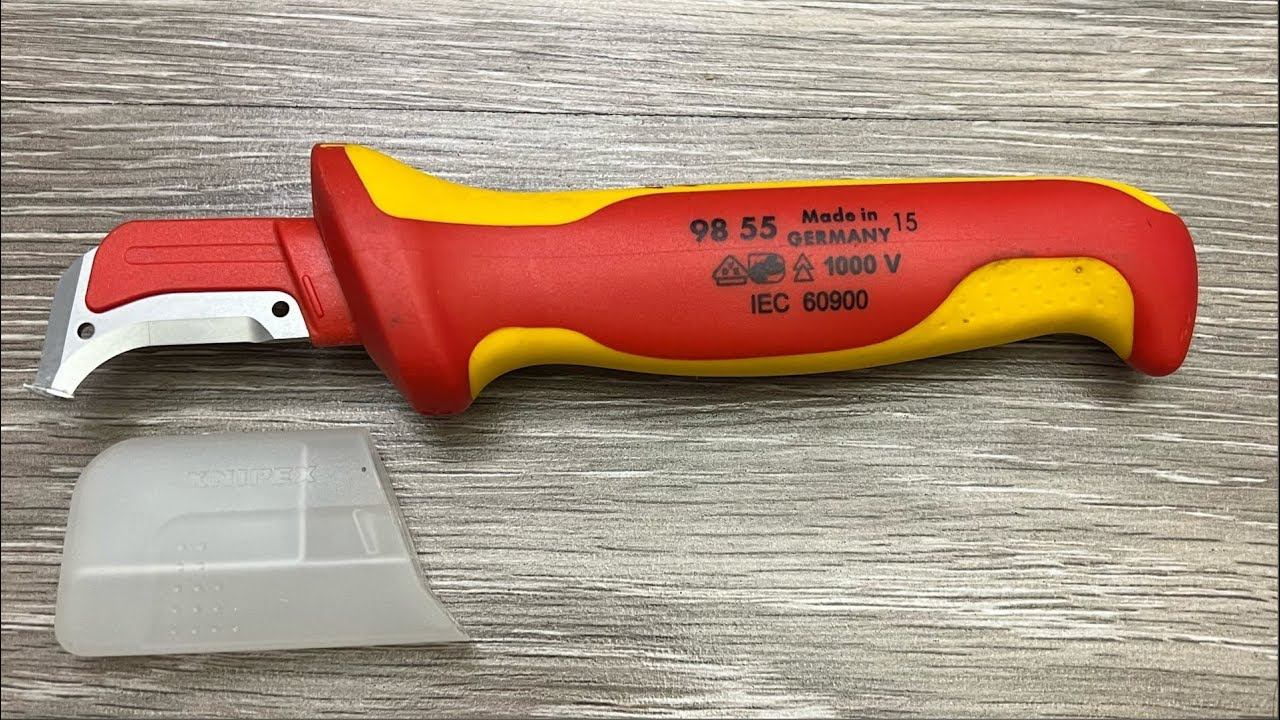 98 55 Made in GERMANY 15
1000 V
IEC 60900
KNIPEX